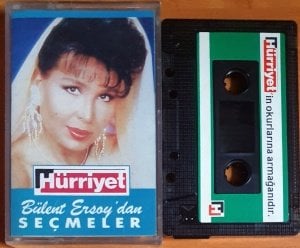 Hürriyet
Bülent Ersoy'dan
SEÇMELER
Hürriyet'in okurlarına armağanıdır.